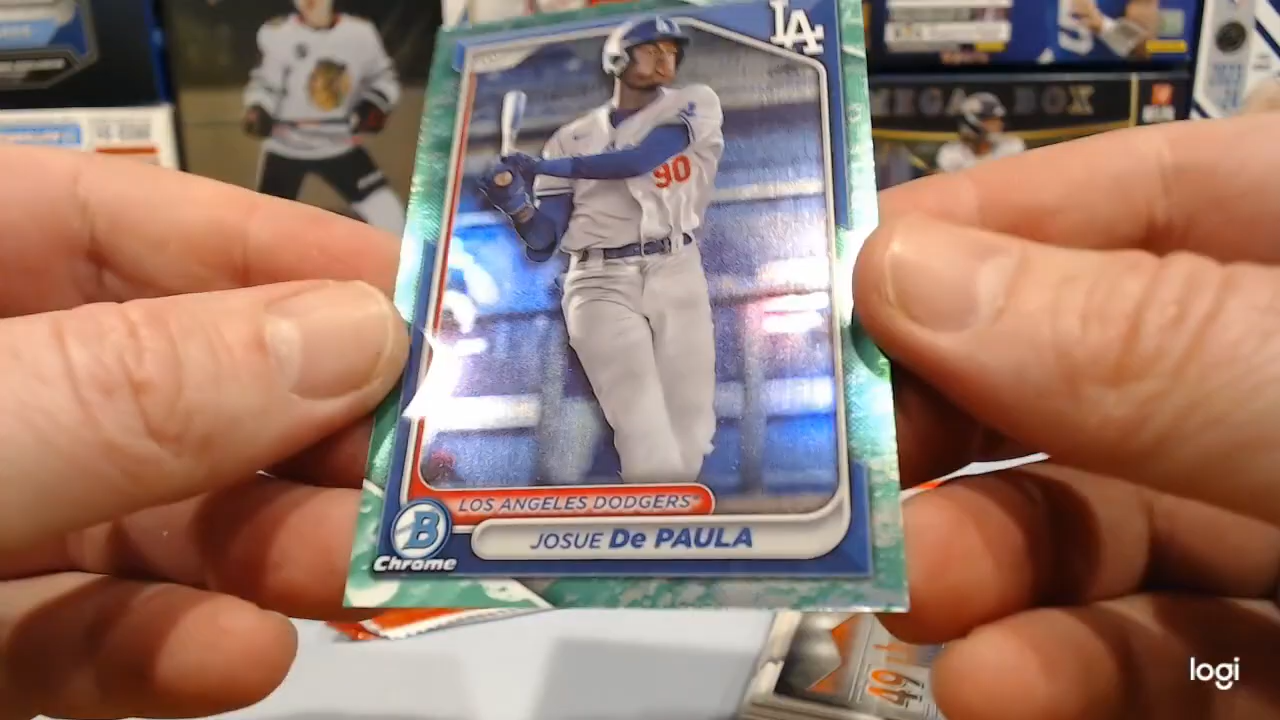 LA
MEGA BOX
90
LOS ANGELES DODGERS
B
JOSUE De PAULA
Chrome
49
logi